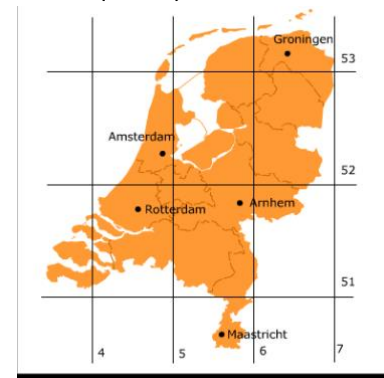 Groningen
53
Amsterdam
52
Arnhem
Rotterdam
51
Maastricht
4 5 6 7